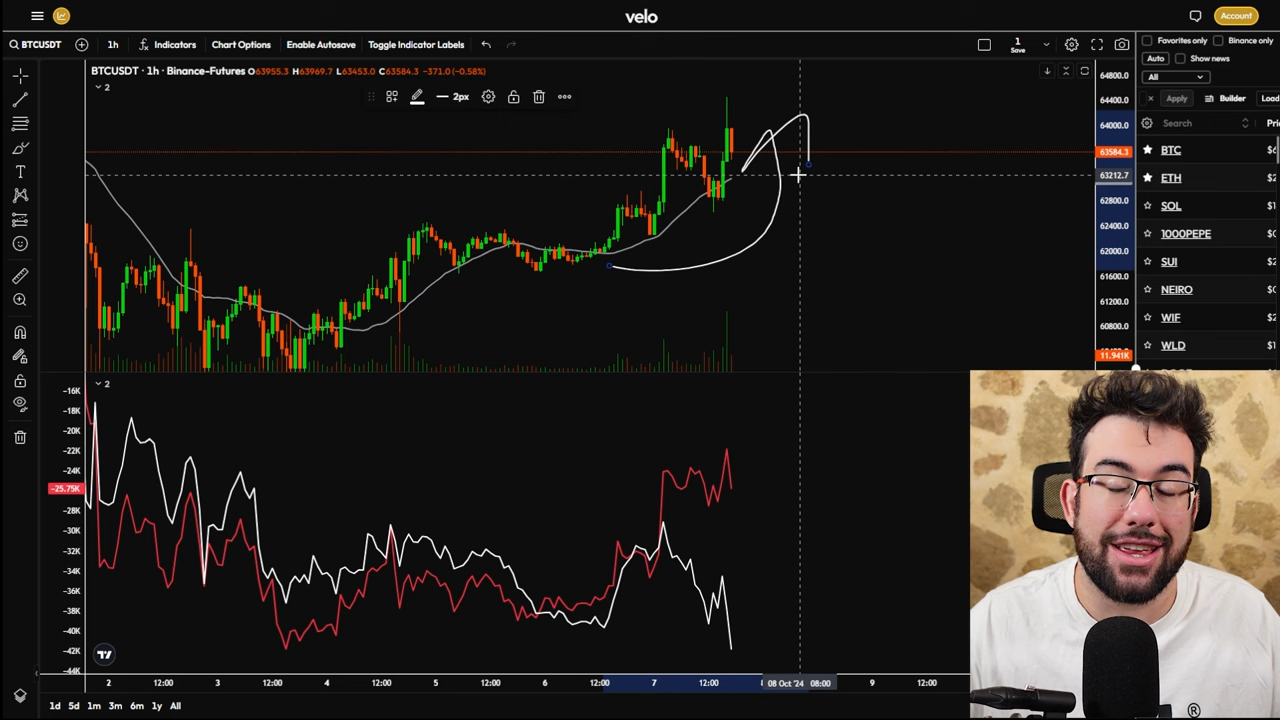 velo
Account
BTCUSDT 1h Indicators Chart Options Enable Autosave Toggle Indicator Labels 1 Save
Favorites only Binance only
Auto Show news
All
Apply Builder Load
Search
BTCUSDT · 1h · Binance-Futures O63955.3 H63969.7 L63453.0 C63584.3 -371.0 (-0.58%)
2
2px
64800.0
64400.0
64000.0
63584.3
63212.7
62800.0
62400.0
62000.0
61600.0
61200.0
60800.0
11.941K
BTC
ETH
SOL
1000PEPE
SUI
NEIRO
WIF
WLD
2
-16K
-18K
-20K
-22K
-24K
-25.75K
-28K
-30K
-32K
-34K
-36K
-38K
-40K
-42K
-44K
2 12:00 3 12:00 4 12:00 5 12:00 6 12:00 7 12:00 08 Oct '24 08:00 9 12:00
1d 5d 1m 3m 6m 1y All
®